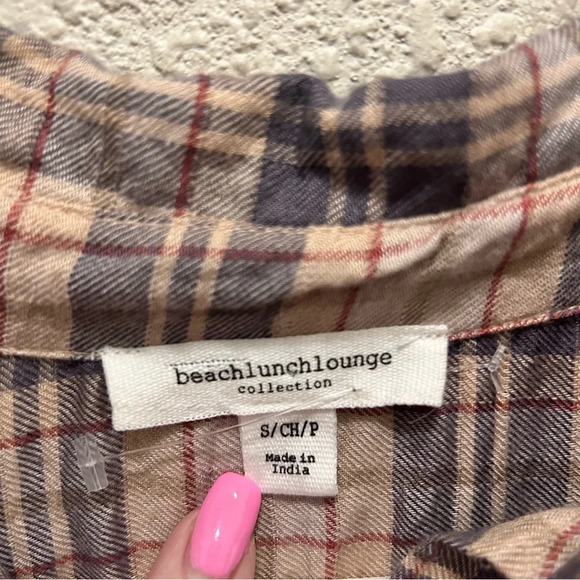 beachlunchlounge
collection
S/CH/P
Made in
India